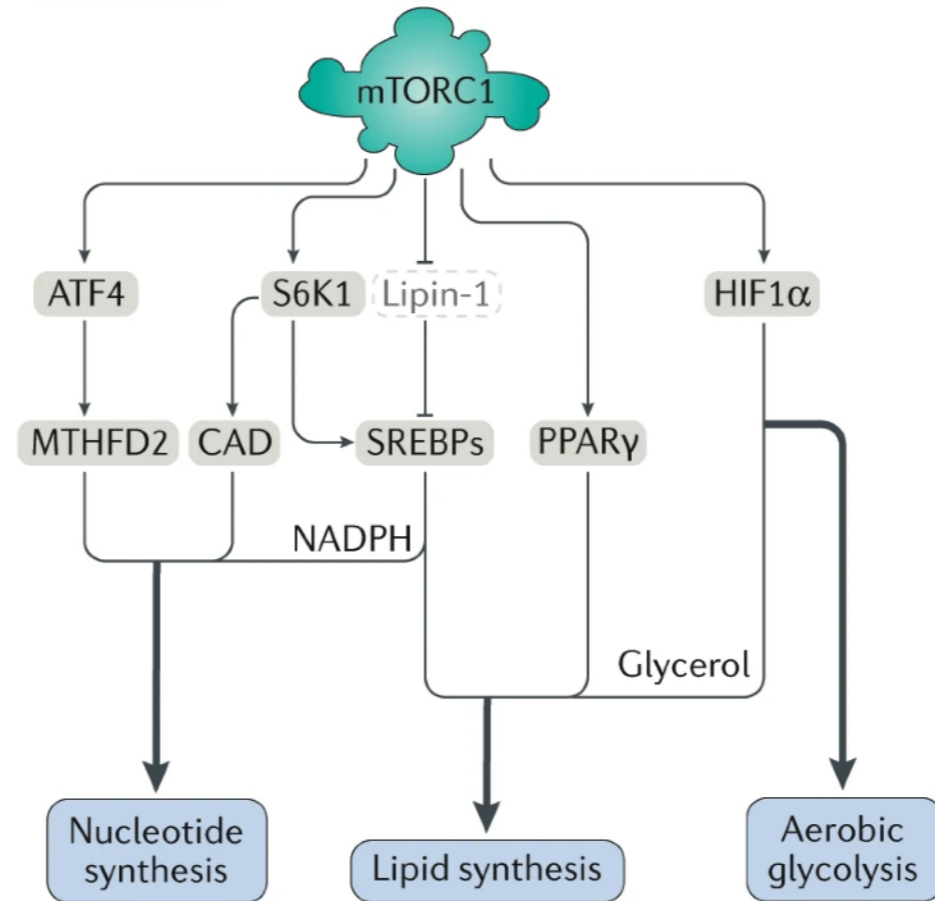 mTORC1
ATF4
S6K1
Lipin-1
HIF1α
MTHFD2
CAD
SREBPs
PPARγ
NADPH
Glycerol
Nucleotide
synthesis
Lipid synthesis
Aerobic
glycolysis